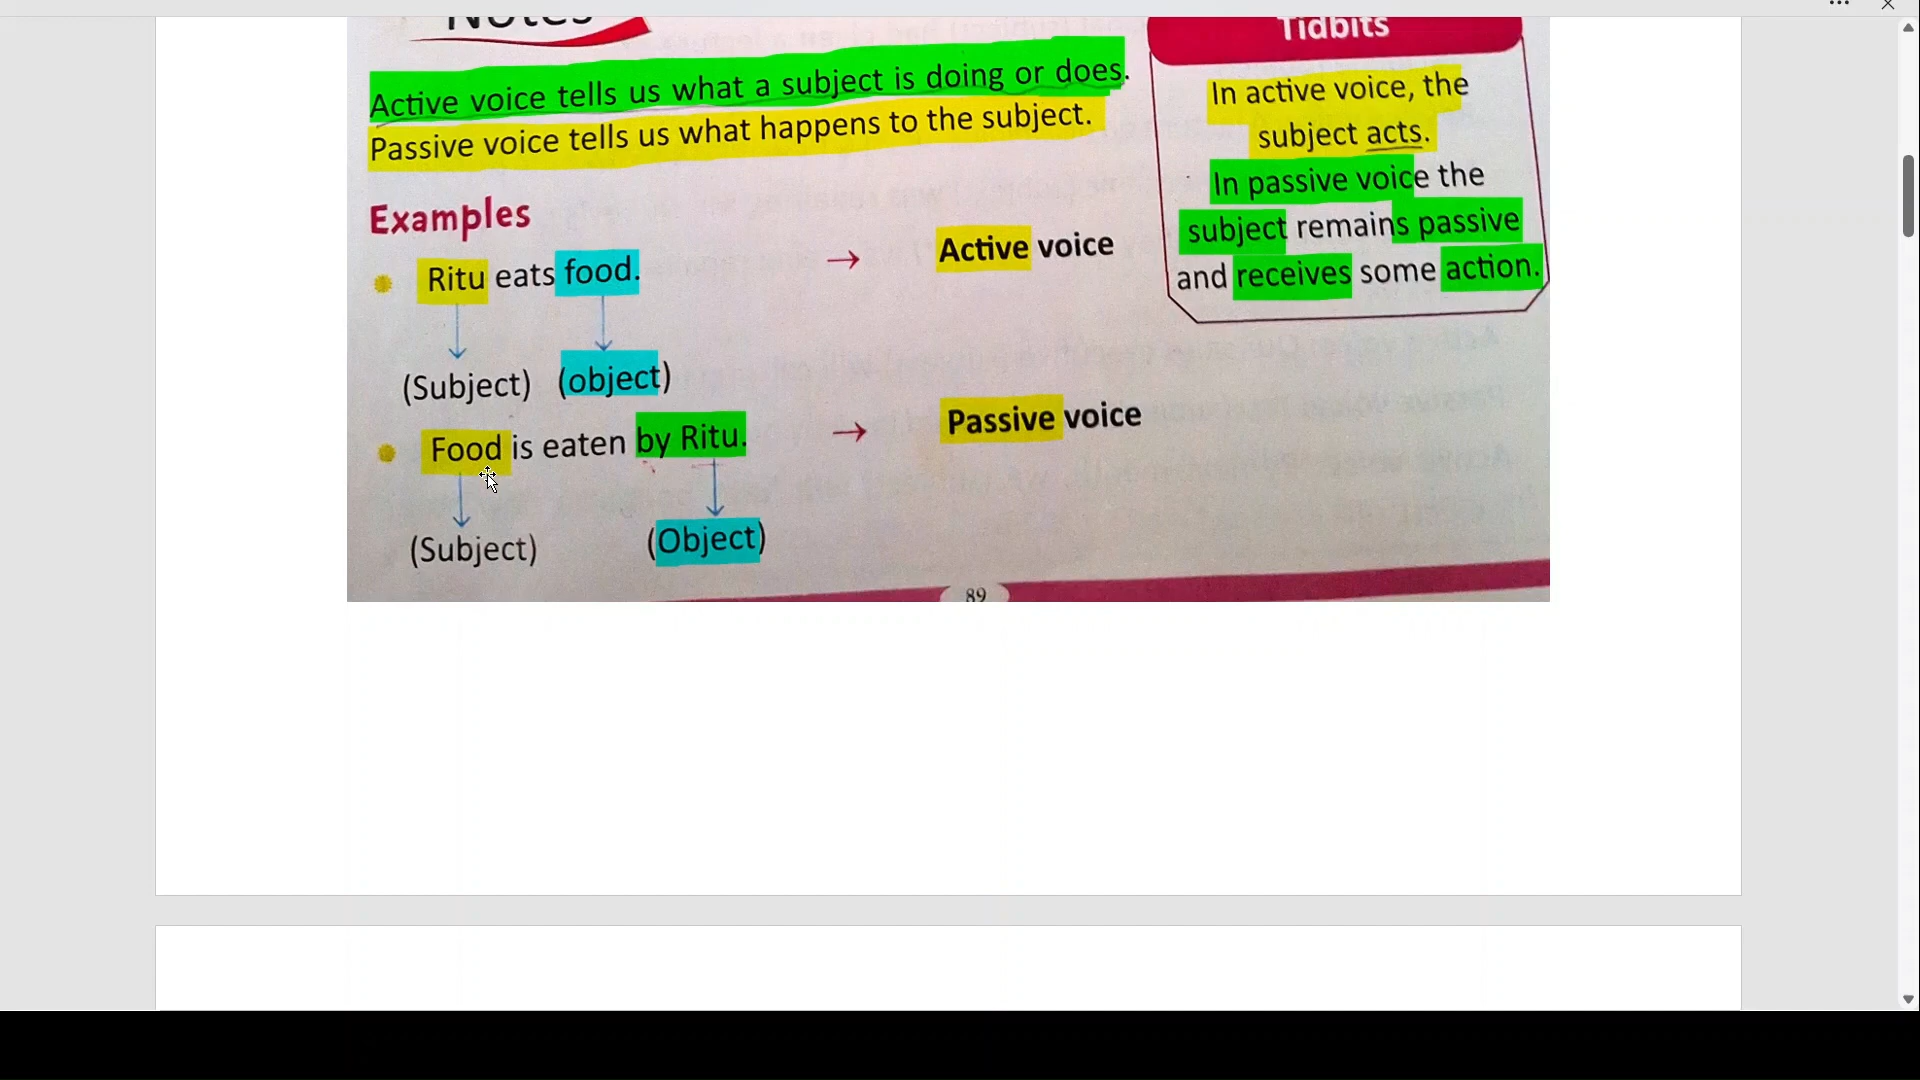 Notes
Tidbits
Active voice tells us what a subject is doing or does.
Passive voice tells us what happens to the subject.
In active voice, the
subject acts.
In passive voice the
subject remains passive
and receives some action.
Examples
Ritu eats food. → Active voice
(Subject) (object)
Food is eaten by Ritu. → Passive voice
(Subject) (Object)
89